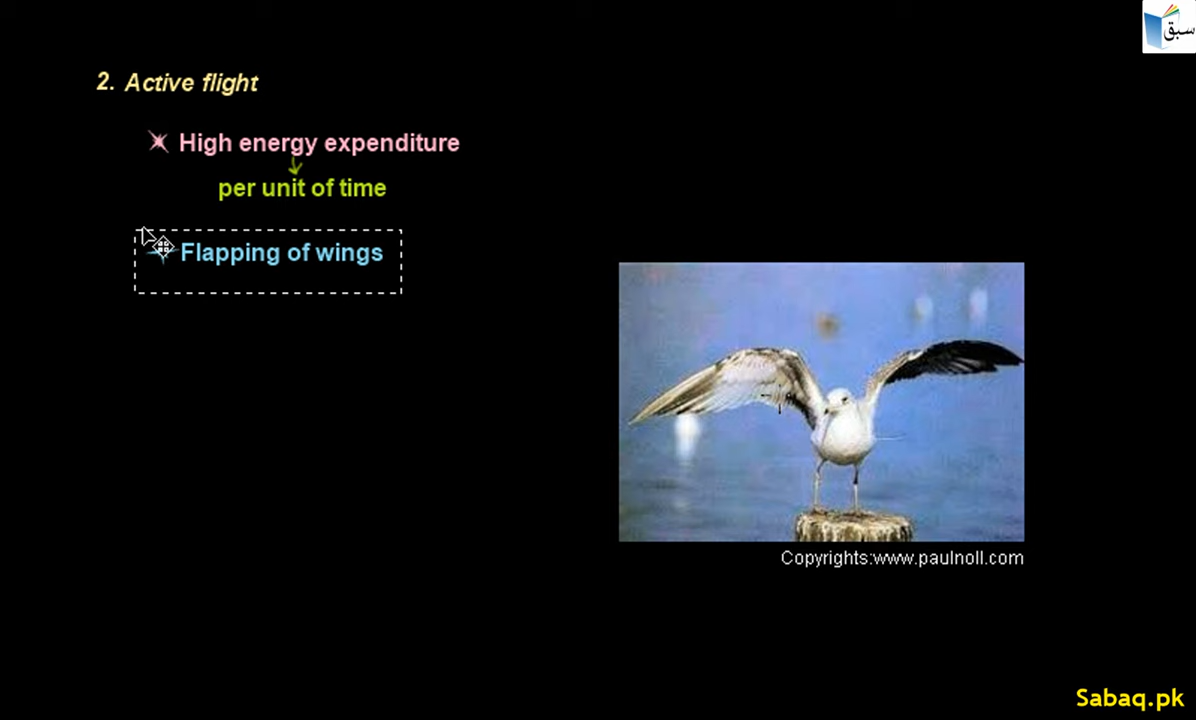 سبق
2. Active flight
High energy expenditure
per unit of time
Flapping of wings
Copyrights:www.paulnoll.com
Sabaq.pk